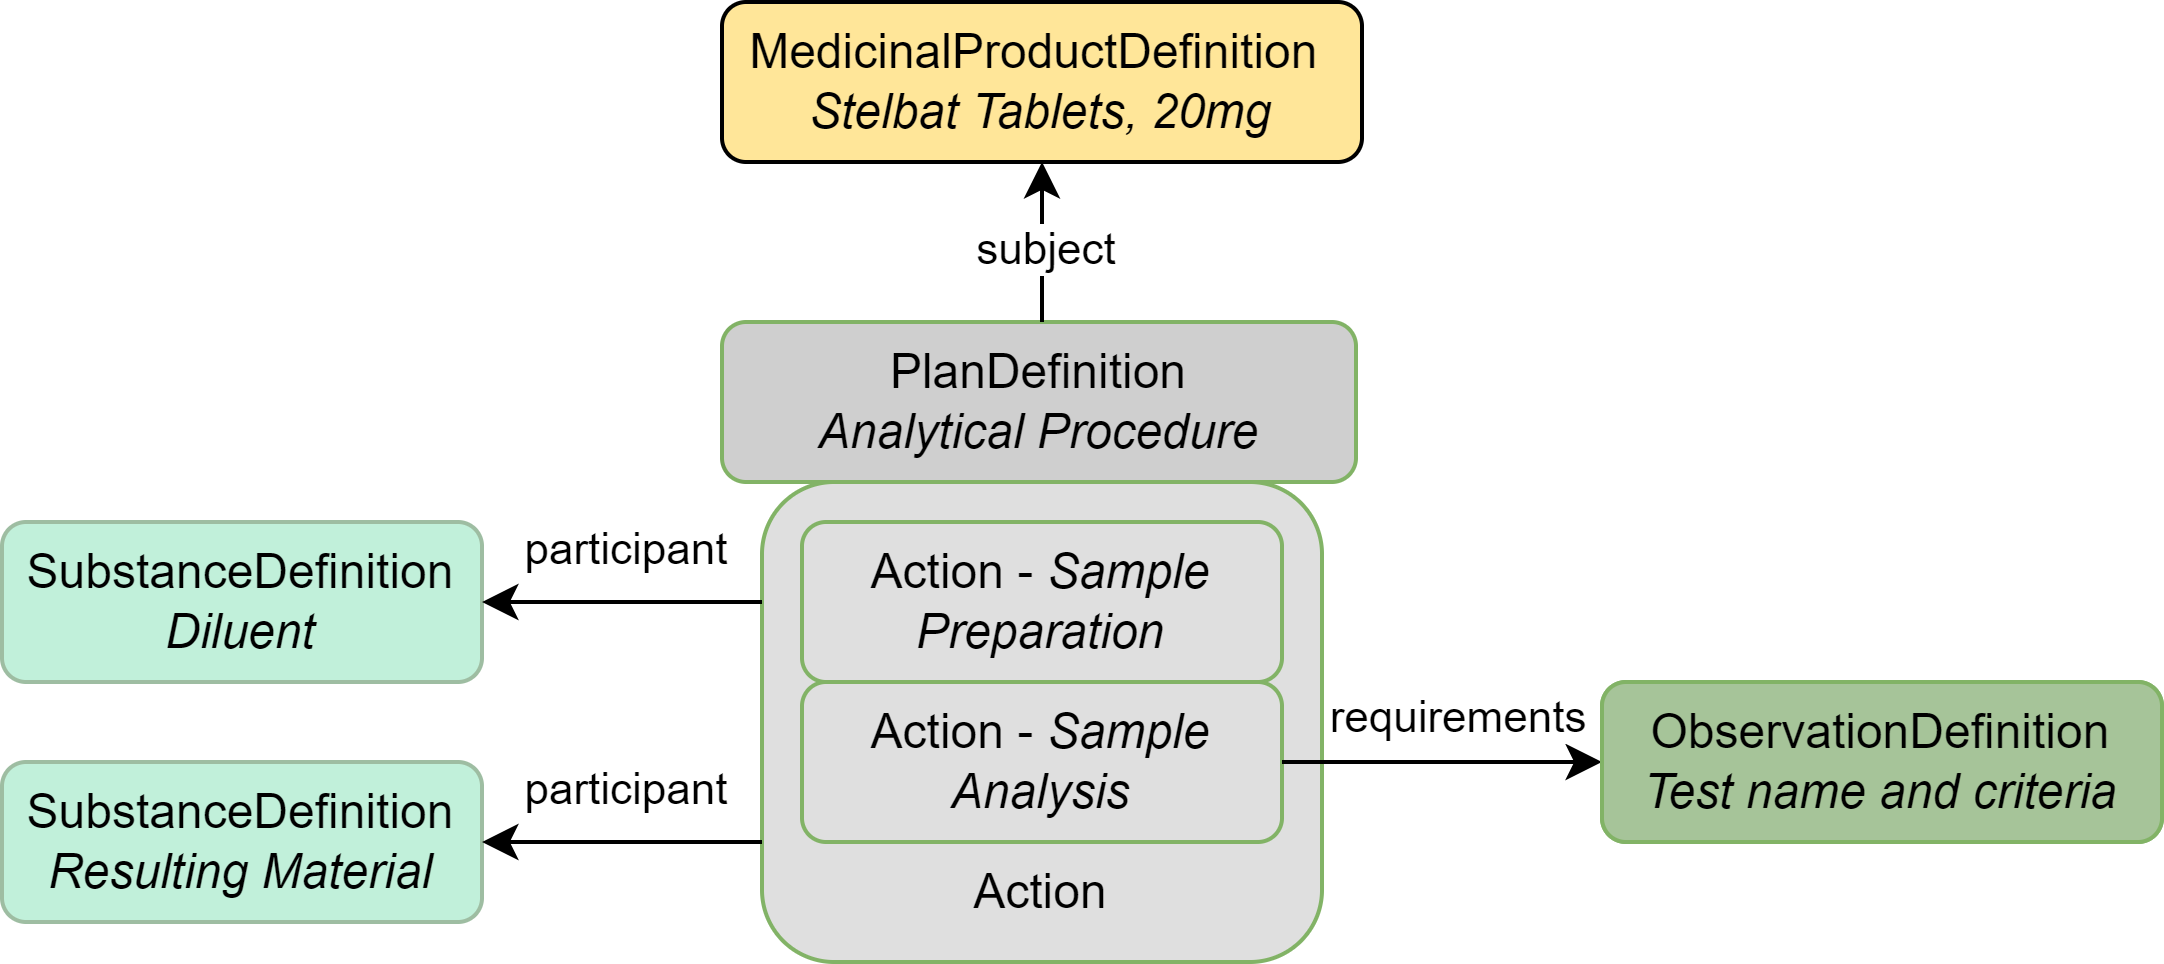 MedicinalProductDefinition
Stelbat Tablets, 20mg
subject
PlanDefinition
Analytical Procedure
participant
SubstanceDefinition
Diluent
Action - Sample
Preparation
Action - Sample
Analysis
requirements
ObservationDefinition
Test name and criteria
participant
SubstanceDefinition
Resulting Material
Action